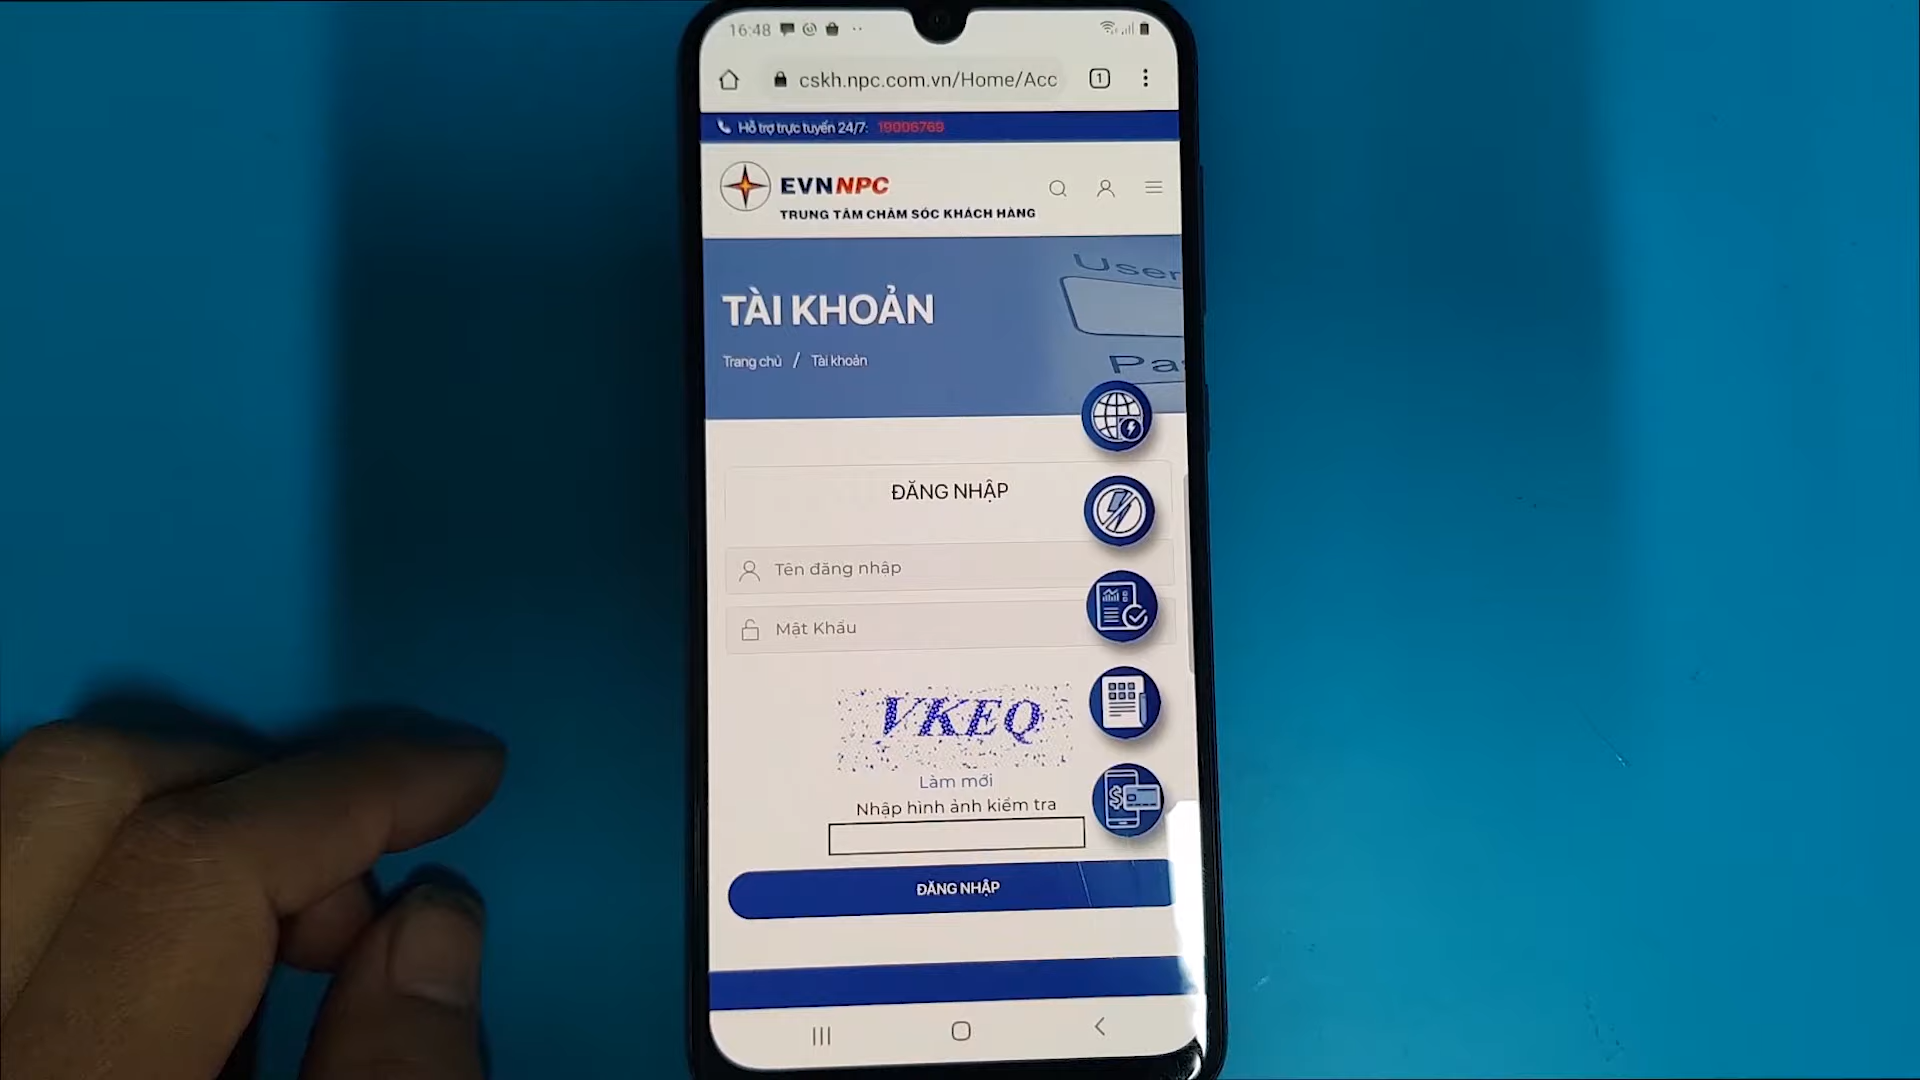 16:48
cskh.npc.com.vn/Home/Acc
1
Hỗ trợ trực tuyến 24/7: 19006769
EVNNPC
TRUNG TÂM CHĂM SÓC KHÁCH HÀNG
User
TÀI KHOẢN
Trang chủ / Tài khoản
Pa
ĐĂNG NHẬP
Tên đăng nhập
Mật Khẩu
VKEQ
Làm mới
Nhập hình ảnh kiểm tra
ĐĂNG NHẬP